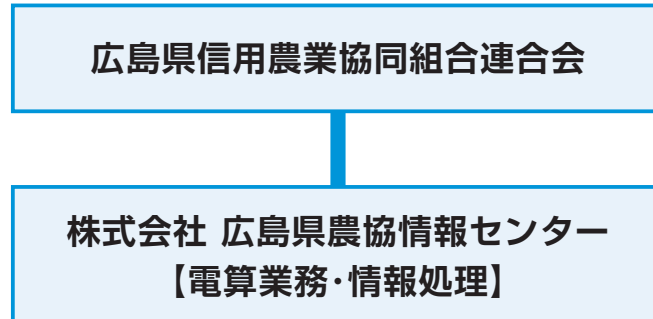 広島県信用農業協同組合連合会
株式会社 広島県農協情報センター
【電算業務・情報処理】